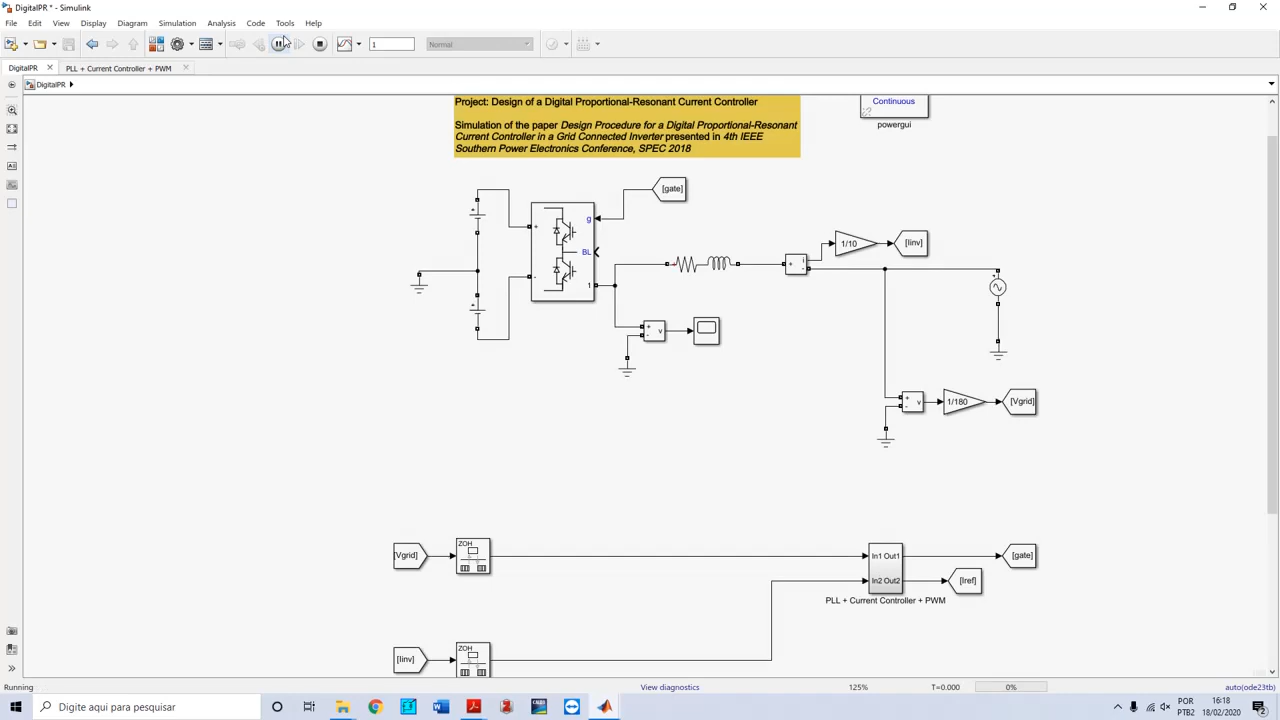 DigitalPR * - Simulink
File Edit View Display Diagram Simulation Analysis Code Tools Help
1 Normal
DigitalPR PLL + Current Controller + PWM
DigitalPR
Project: Design of a Digital Proportional-Resonant Current Controller
Simulation of the paper Design Procedure for a Digital Proportional-Resonant
Current Controller in a Grid Connected Inverter presented in 4th IEEE
Southern Power Electronics Conference, SPEC 2018
Continuous
powergui
[gate]
g
+
BL
-
1
1/10
[Iinv]
+ i
-
+
+
+
+ v
-
+ v
-
1/180
[Vgrid]
[Vgrid]
ZOH
In1 Out1
In2 Out2
[gate]
[Iref]
PLL + Current Controller + PWM
[Iinv]
ZOH
Running View diagnostics 125% T=0.000 0% auto(ode23tb)
Digite aqui para pesquisar
POR
PTB2
16:18
18/02/2020
2